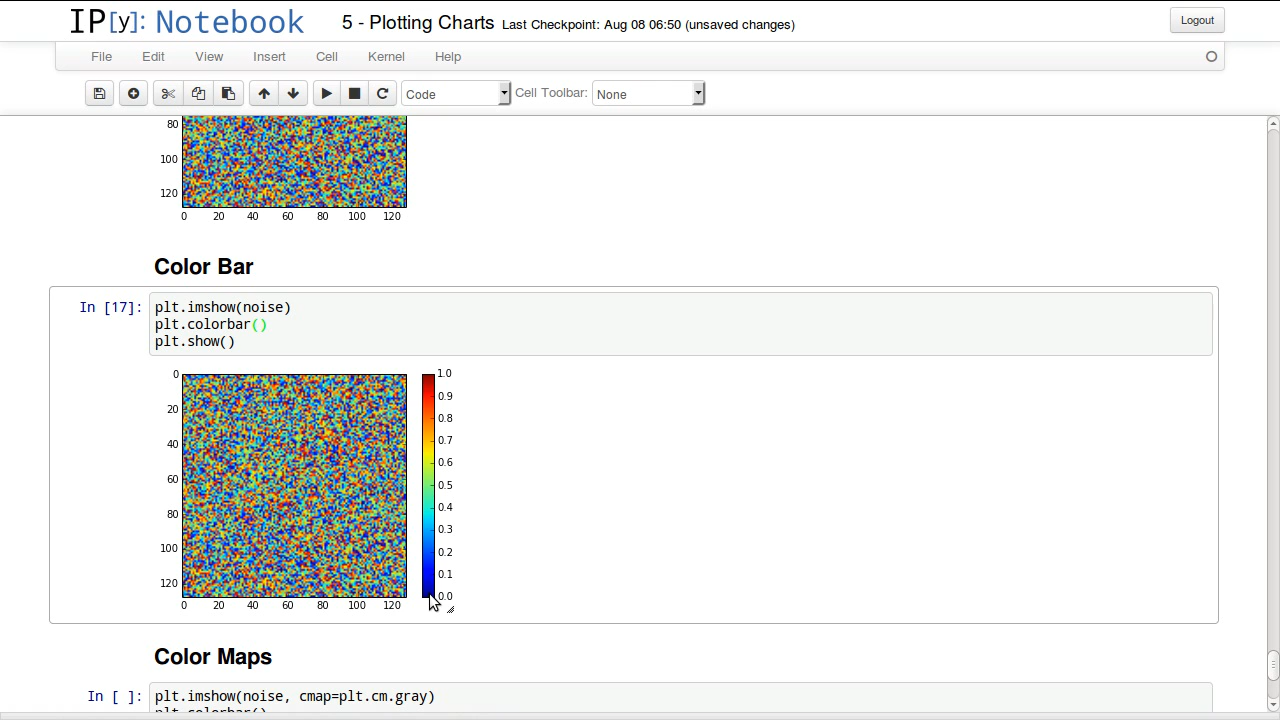 IP[y]: Notebook 5 - Plotting Charts Last Checkpoint: Aug 08 06:50 (unsaved changes) Logout
File Edit View Insert Cell Kernel Help
Code Cell Toolbar: None
80
100
120
0 20 40 60 80 100 120
Color Bar
In [17]: plt.imshow(noise)
plt.colorbar()
plt.show()
0
20
40
60
80
100
120
0 20 40 60 80 100 120
1.0
0.9
0.8
0.7
0.6
0.5
0.4
0.3
0.2
0.1
0.0
Color Maps
In [ ]: plt.imshow(noise, cmap=plt.cm.gray)
plt.colorbar()